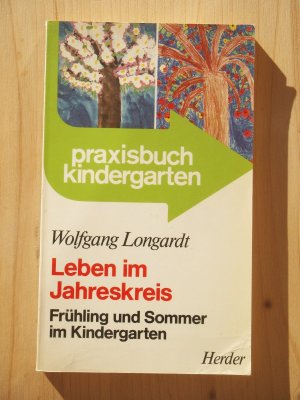 praxisbuch
kindergarten
Wolfgang Longardt
Leben im
Jahreskreis
Frühling und Sommer
im Kindergarten
Herder